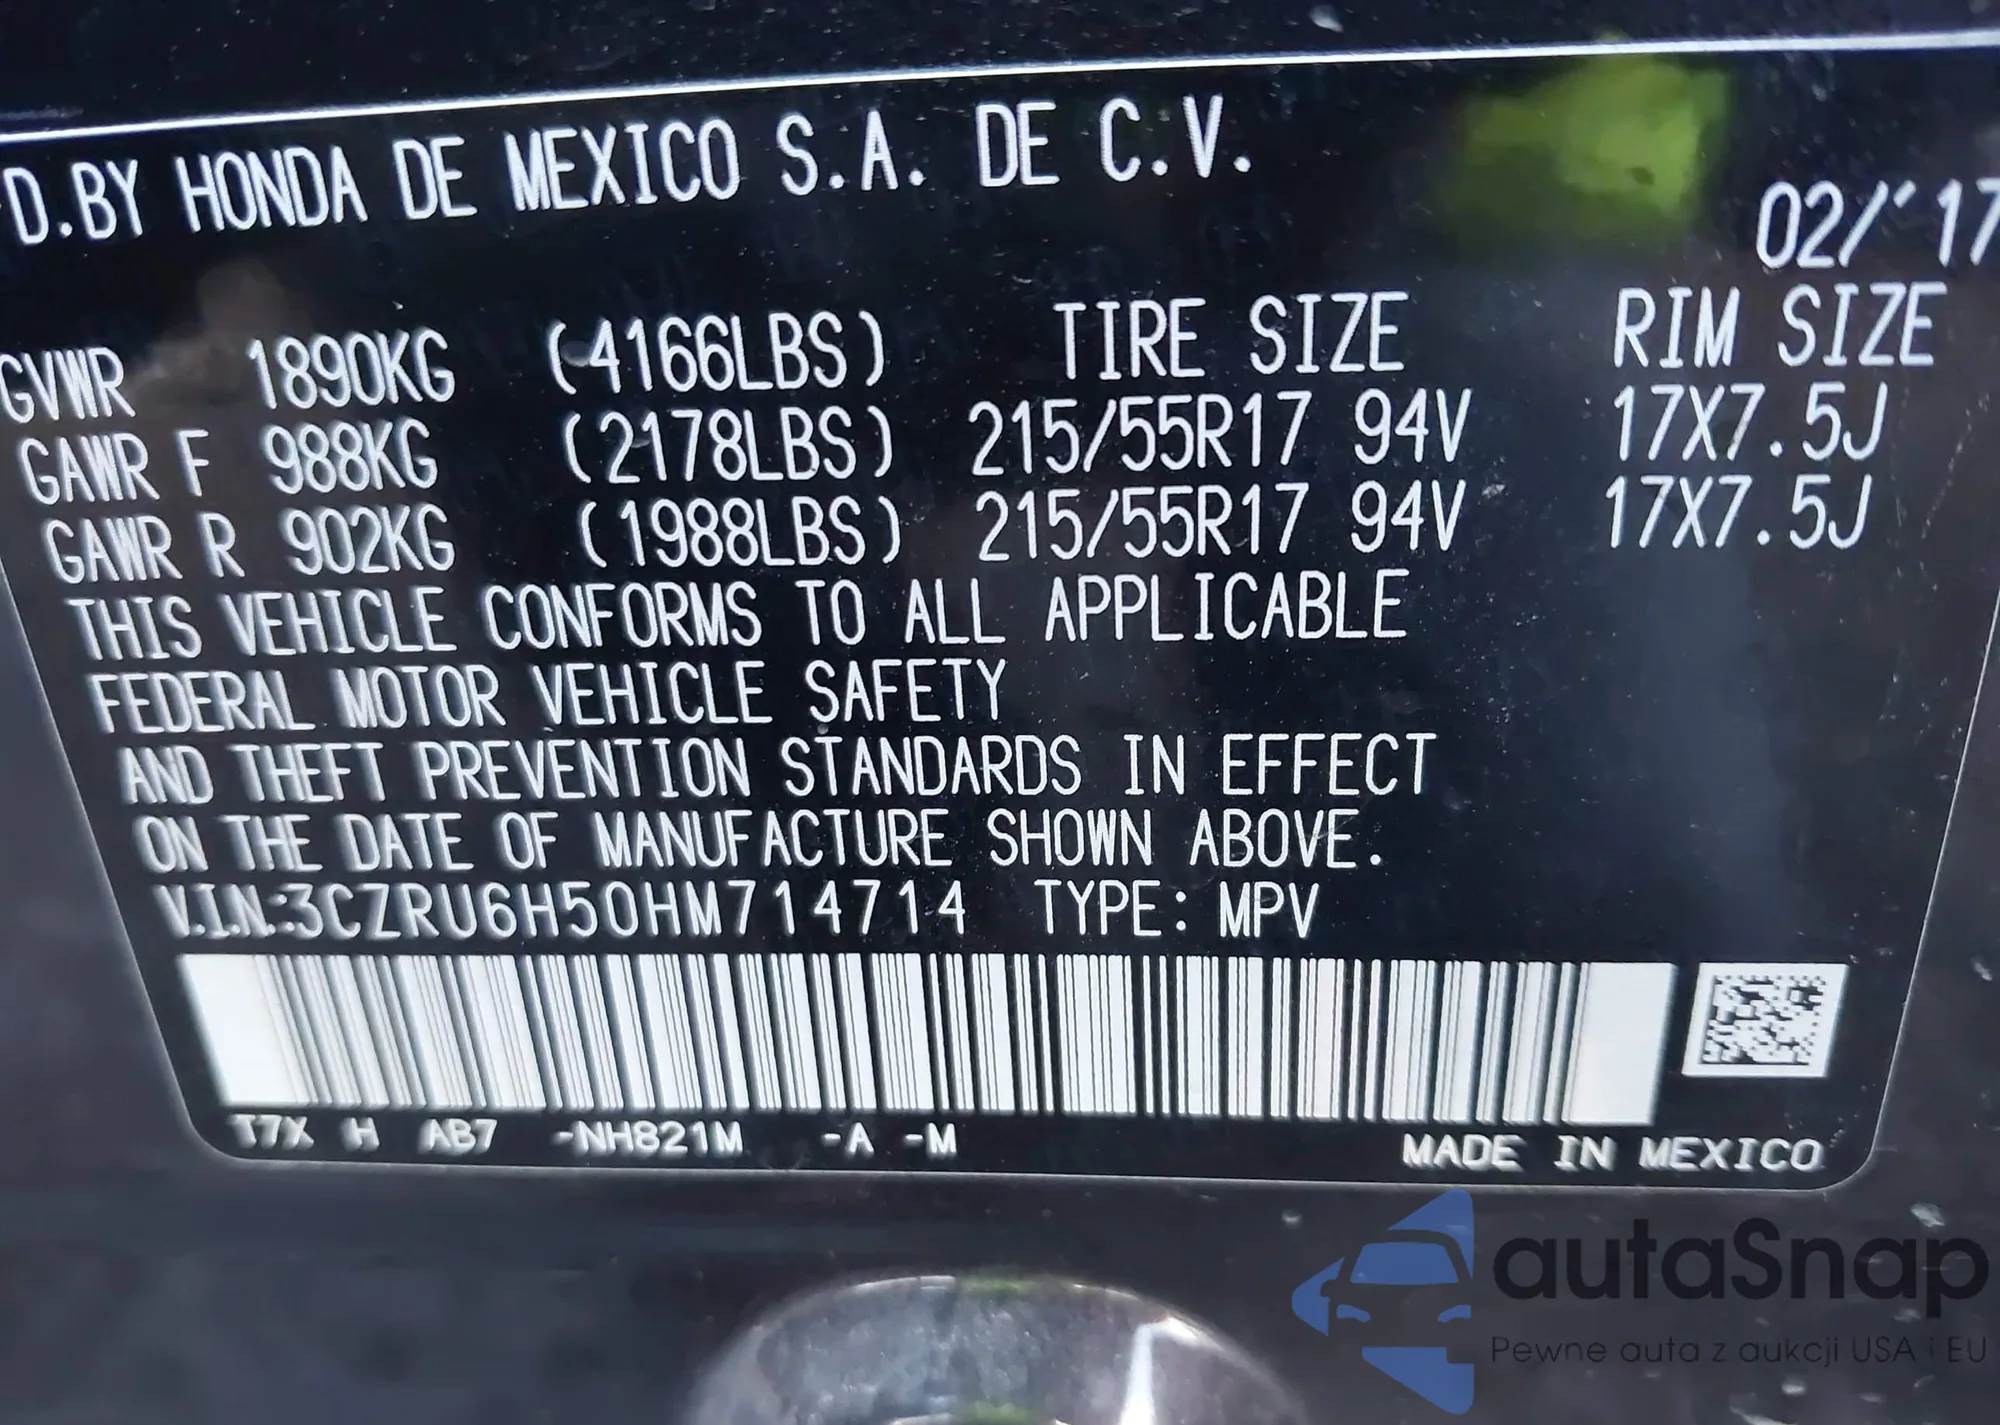 D.BY HONDA DE MEXICO S.A. DE C.V.
02/'17
GVWR 1890KG (4166LBS) TIRE SIZE RIM SIZE
GAWR F 988KG (2178LBS) 215/55R17 94V 17X7.5J
GAWR R 902KG (1988LBS) 215/55R17 94V 17X7.5J
THIS VEHICLE CONFORMS TO ALL APPLICABLE
FEDERAL MOTOR VEHICLE SAFETY
AND THEFT PREVENTION STANDARDS IN EFFECT
ON THE DATE OF MANUFACTURE SHOWN ABOVE.
V.I.N:3CZRU6H50HM714714 TYPE: MPV
T7X H AB7 -NH821M -A -M MADE IN MEXICO
autaSnap
Pewne auta z aukcji USA i EU